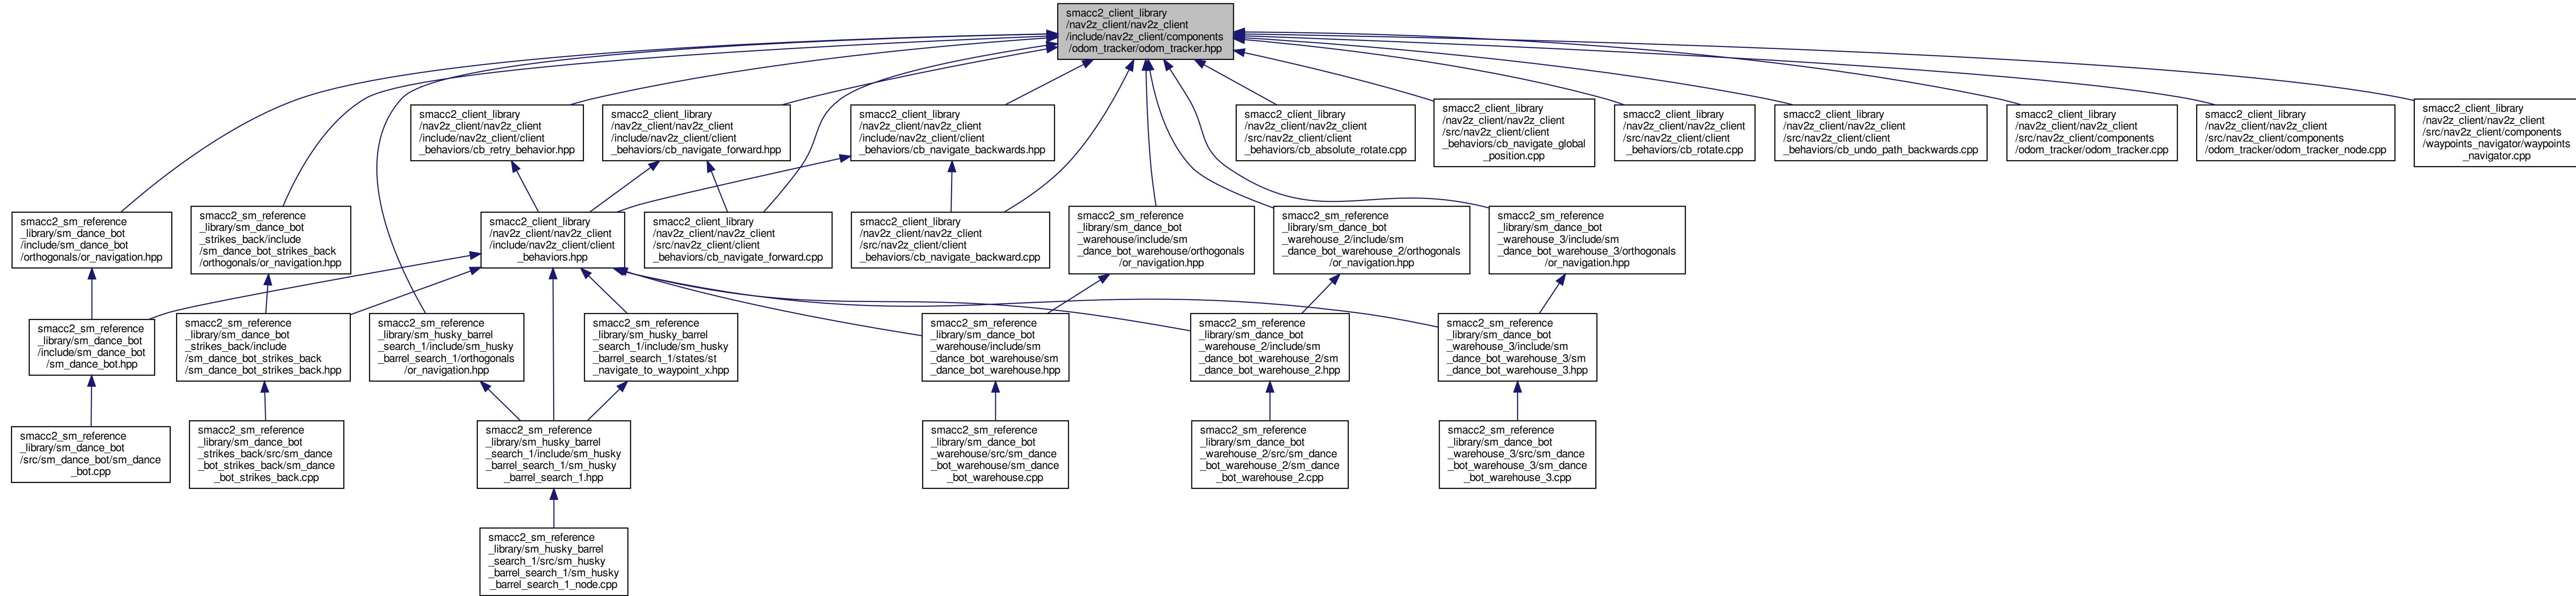 smacc2_client_library
/nav2z_client/nav2z_client
/include/nav2z_client/components
/odom_tracker/odom_tracker.hpp
smacc2_client_library
/nav2z_client/nav2z_client
/include/nav2z_client/client
_behaviors/cb_retry_behavior.hpp
smacc2_client_library
/nav2z_client/nav2z_client
/include/nav2z_client/client
_behaviors/cb_navigate_forward.hpp
smacc2_client_library
/nav2z_client/nav2z_client
/include/nav2z_client/client
_behaviors/cb_navigate_backwards.hpp
smacc2_client_library
/nav2z_client/nav2z_client
/src/nav2z_client/client
_behaviors/cb_absolute_rotate.cpp
smacc2_client_library
/nav2z_client/nav2z_client
/src/nav2z_client/client
_behaviors/cb_navigate_global
_position.cpp
smacc2_client_library
/nav2z_client/nav2z_client
/src/nav2z_client/client
_behaviors/cb_rotate.cpp
smacc2_client_library
/nav2z_client/nav2z_client
/src/nav2z_client/client
_behaviors/cb_undo_path_backwards.cpp
smacc2_client_library
/nav2z_client/nav2z_client
/src/nav2z_client/components
/odom_tracker/odom_tracker.cpp
smacc2_client_library
/nav2z_client/nav2z_client
/src/nav2z_client/components
/odom_tracker/odom_tracker_node.cpp
smacc2_client_library
/nav2z_client/nav2z_client
/src/nav2z_client/components
/waypoints_navigator/waypoints
_navigator.cpp
smacc2_sm_reference
_library/sm_dance_bot
/include/sm_dance_bot
/orthogonals/or_navigation.hpp
smacc2_sm_reference
_library/sm_dance_bot
_strikes_back/include
/sm_dance_bot_strikes_back
/orthogonals/or_navigation.hpp
smacc2_client_library
/nav2z_client/nav2z_client
/include/nav2z_client/client
_behaviors.hpp
smacc2_client_library
/nav2z_client/nav2z_client
/src/nav2z_client/client
_behaviors/cb_navigate_forward.cpp
smacc2_client_library
/nav2z_client/nav2z_client
/src/nav2z_client/client
_behaviors/cb_navigate_backward.cpp
smacc2_sm_reference
_library/sm_dance_bot
_warehouse/include/sm
_dance_bot_warehouse/orthogonals
/or_navigation.hpp
smacc2_sm_reference
_library/sm_dance_bot
_warehouse_2/include/sm
_dance_bot_warehouse_2/orthogonals
/or_navigation.hpp
smacc2_sm_reference
_library/sm_dance_bot
_warehouse_3/include/sm
_dance_bot_warehouse_3/orthogonals
/or_navigation.hpp
smacc2_sm_reference
_library/sm_dance_bot
/include/sm_dance_bot
/sm_dance_bot.hpp
smacc2_sm_reference
_library/sm_dance_bot
_strikes_back/include
/sm_dance_bot_strikes_back
/sm_dance_bot_strikes_back.hpp
smacc2_sm_reference
_library/sm_husky_barrel
_search_1/include/sm_husky
_barrel_search_1/orthogonals
/or_navigation.hpp
smacc2_sm_reference
_library/sm_husky_barrel
_search_1/include/sm_husky
_barrel_search_1/states/st
_navigate_to_waypoint_x.hpp
smacc2_sm_reference
_library/sm_dance_bot
_warehouse/include/sm
_dance_bot_warehouse/sm
_dance_bot_warehouse.hpp
smacc2_sm_reference
_library/sm_dance_bot
_warehouse_2/include/sm
_dance_bot_warehouse_2/sm
_dance_bot_warehouse_2.hpp
smacc2_sm_reference
_library/sm_dance_bot
_warehouse_3/include/sm
_dance_bot_warehouse_3/sm
_dance_bot_warehouse_3.hpp
smacc2_sm_reference
_library/sm_dance_bot
/src/sm_dance_bot/sm_dance
_bot.cpp
smacc2_sm_reference
_library/sm_dance_bot
_strikes_back/src/sm_dance
_bot_strikes_back/sm_dance
_bot_strikes_back.cpp
smacc2_sm_reference
_library/sm_husky_barrel
_search_1/include/sm_husky
_barrel_search_1/sm_husky
_barrel_search_1.hpp
smacc2_sm_reference
_library/sm_dance_bot
_warehouse/src/sm_dance
_bot_warehouse/sm_dance
_bot_warehouse.cpp
smacc2_sm_reference
_library/sm_dance_bot
_warehouse_2/src/sm_dance
_bot_warehouse_2/sm_dance
_bot_warehouse_2.cpp
smacc2_sm_reference
_library/sm_dance_bot
_warehouse_3/src/sm_dance
_bot_warehouse_3/sm_dance
_bot_warehouse_3.cpp
smacc2_sm_reference
_library/sm_husky_barrel
_search_1/src/sm_husky
_barrel_search_1/sm_husky
_barrel_search_1_node.cpp